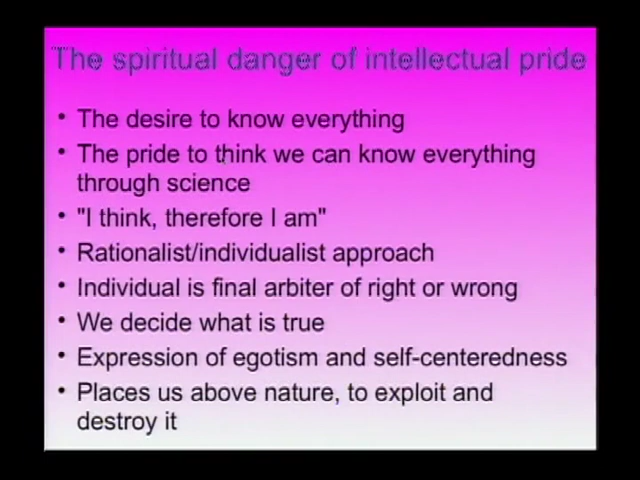 The spiritual danger of intellectual pride
• The desire to know everything
• The pride to think we can know everything
through science
• "I think, therefore I am"
• Rationalist/individualist approach
• Individual is final arbiter of right or wrong
• We decide what is true
• Expression of egotism and self-centeredness
• Places us above nature, to exploit and
destroy it